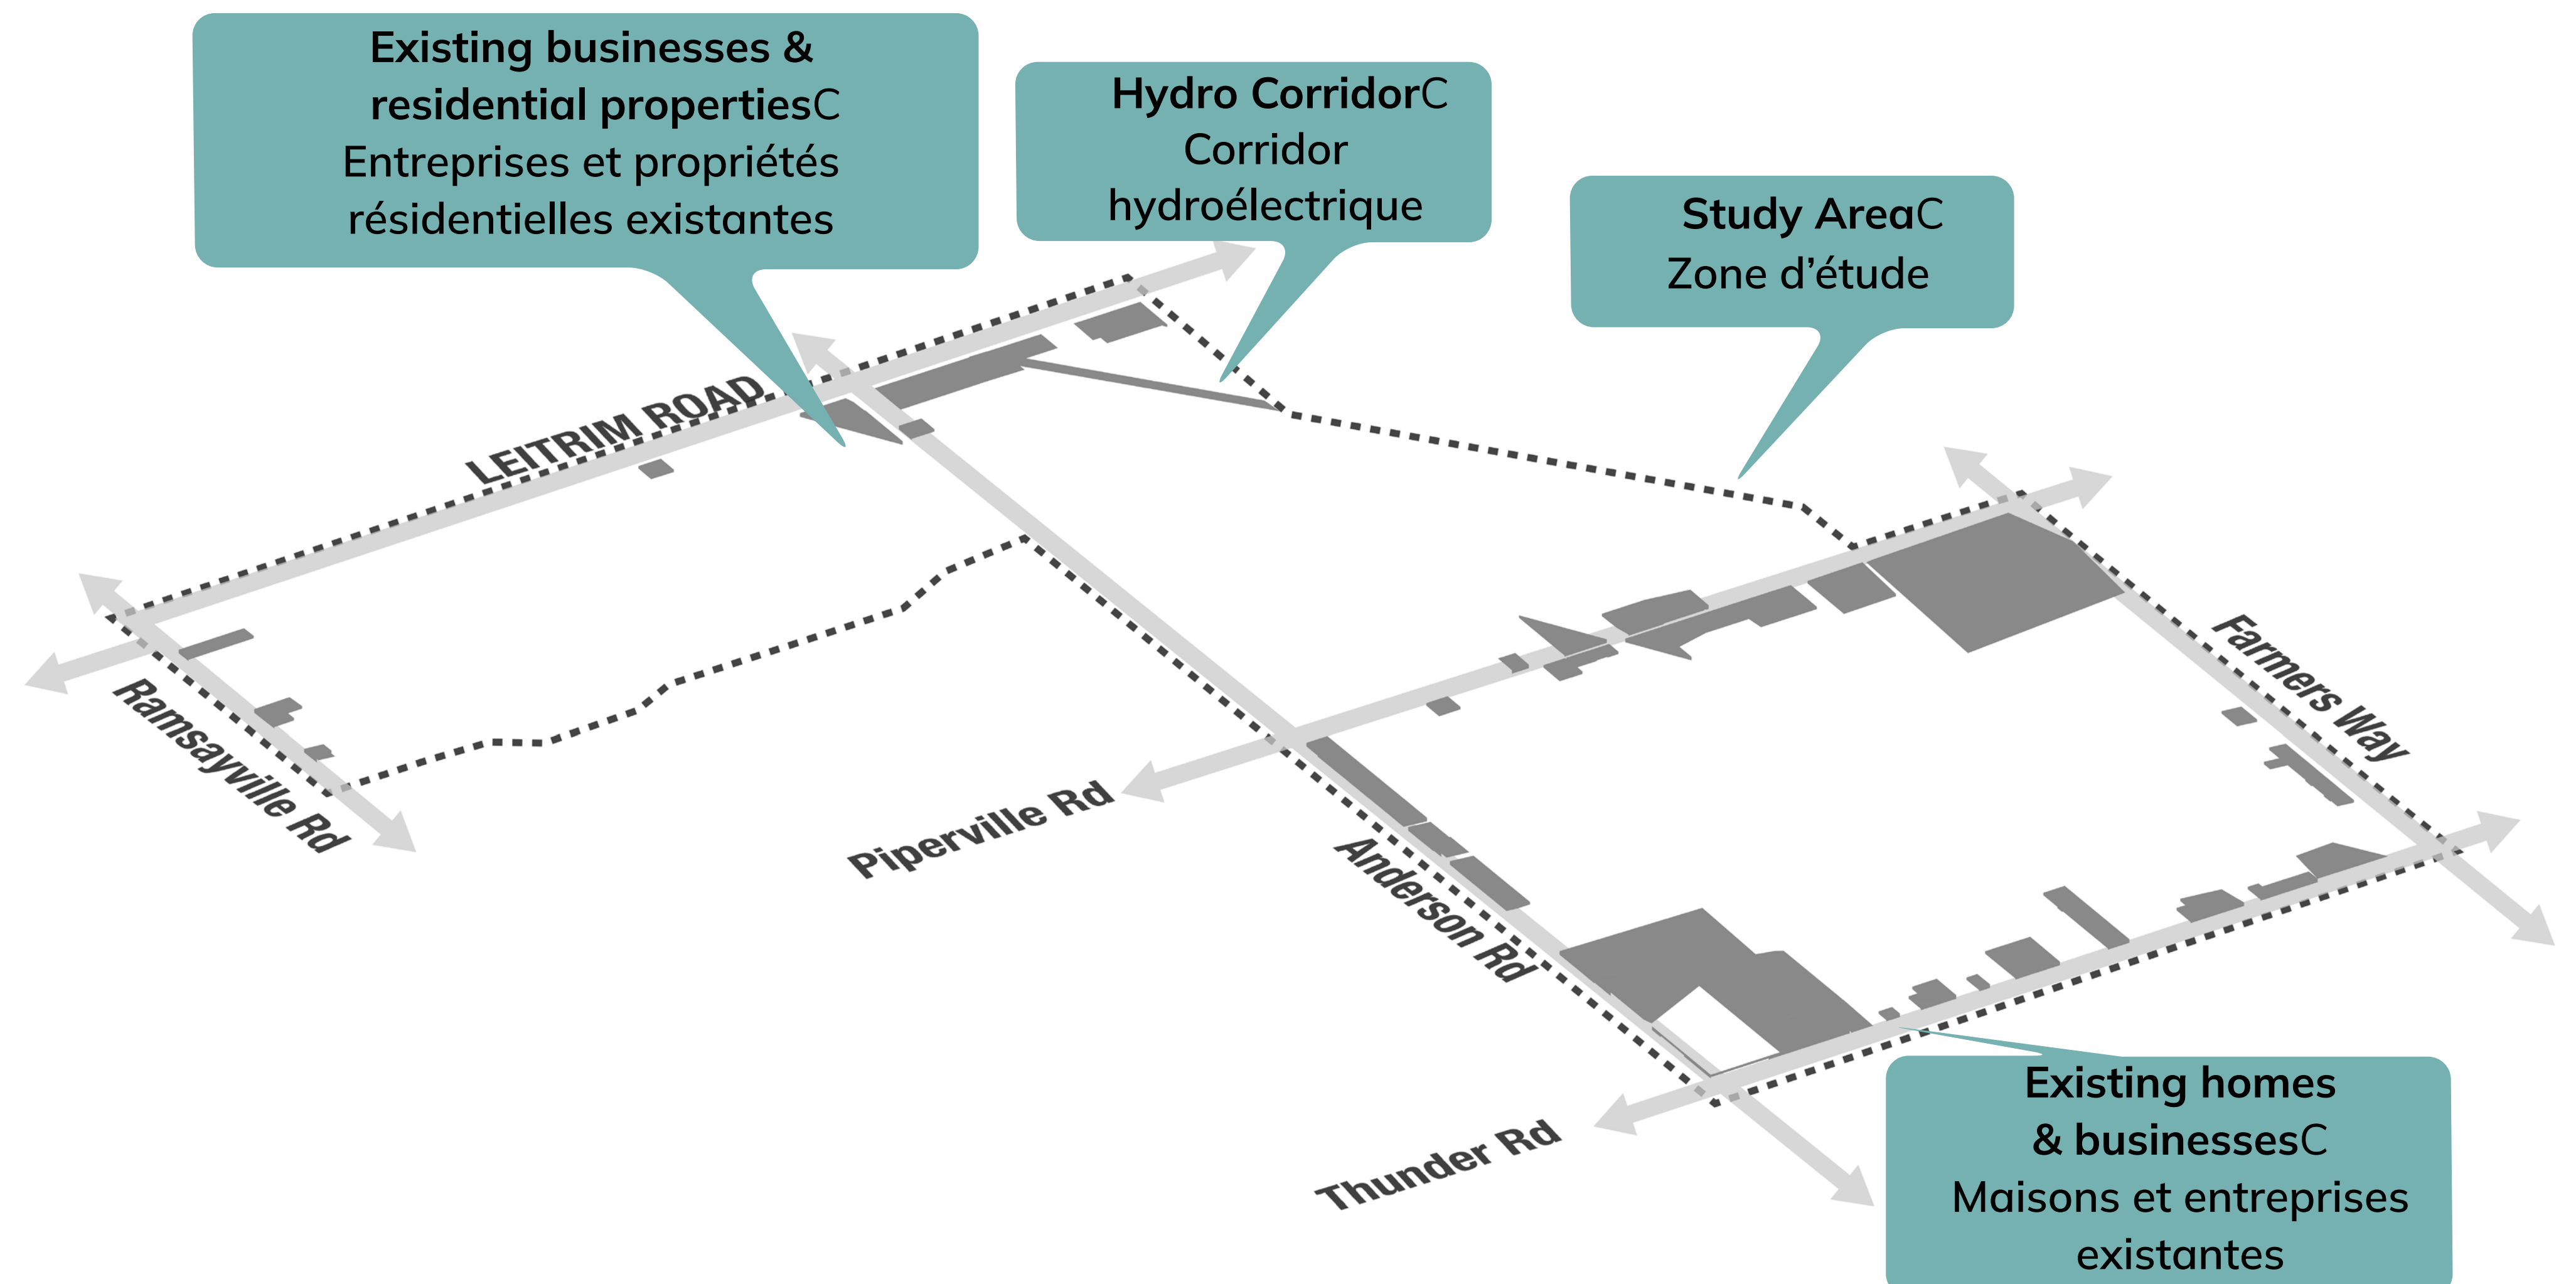 Existing businesses &
residential propertiesC
Entreprises et propriétés
résidentielles existantes
Hydro CorridorC
Corridor
hydroélectrique
Study AreaC
Zone d’étude
LEITRIM ROAD
Ramsayville Rd
Piperville Rd
Anderson Rd
Farmers Way
Thunder Rd
Existing homes
& businessesC
Maisons et entreprises
existantes